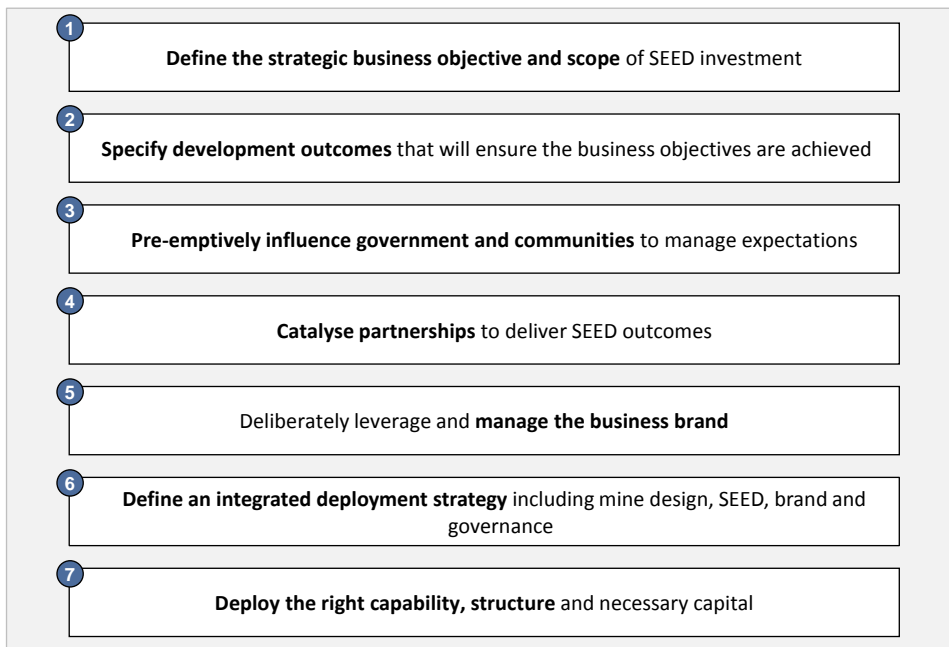 1
Define the strategic business objective and scope of SEED investment
2
Specify development outcomes that will ensure the business objectives are achieved
3
Pre-emptively influence government and communities to manage expectations
4
Catalyse partnerships to deliver SEED outcomes
5
Deliberately leverage and manage the business brand
6
Define an integrated deployment strategy including mine design, SEED, brand and
governance
7
Deploy the right capability, structure and necessary capital